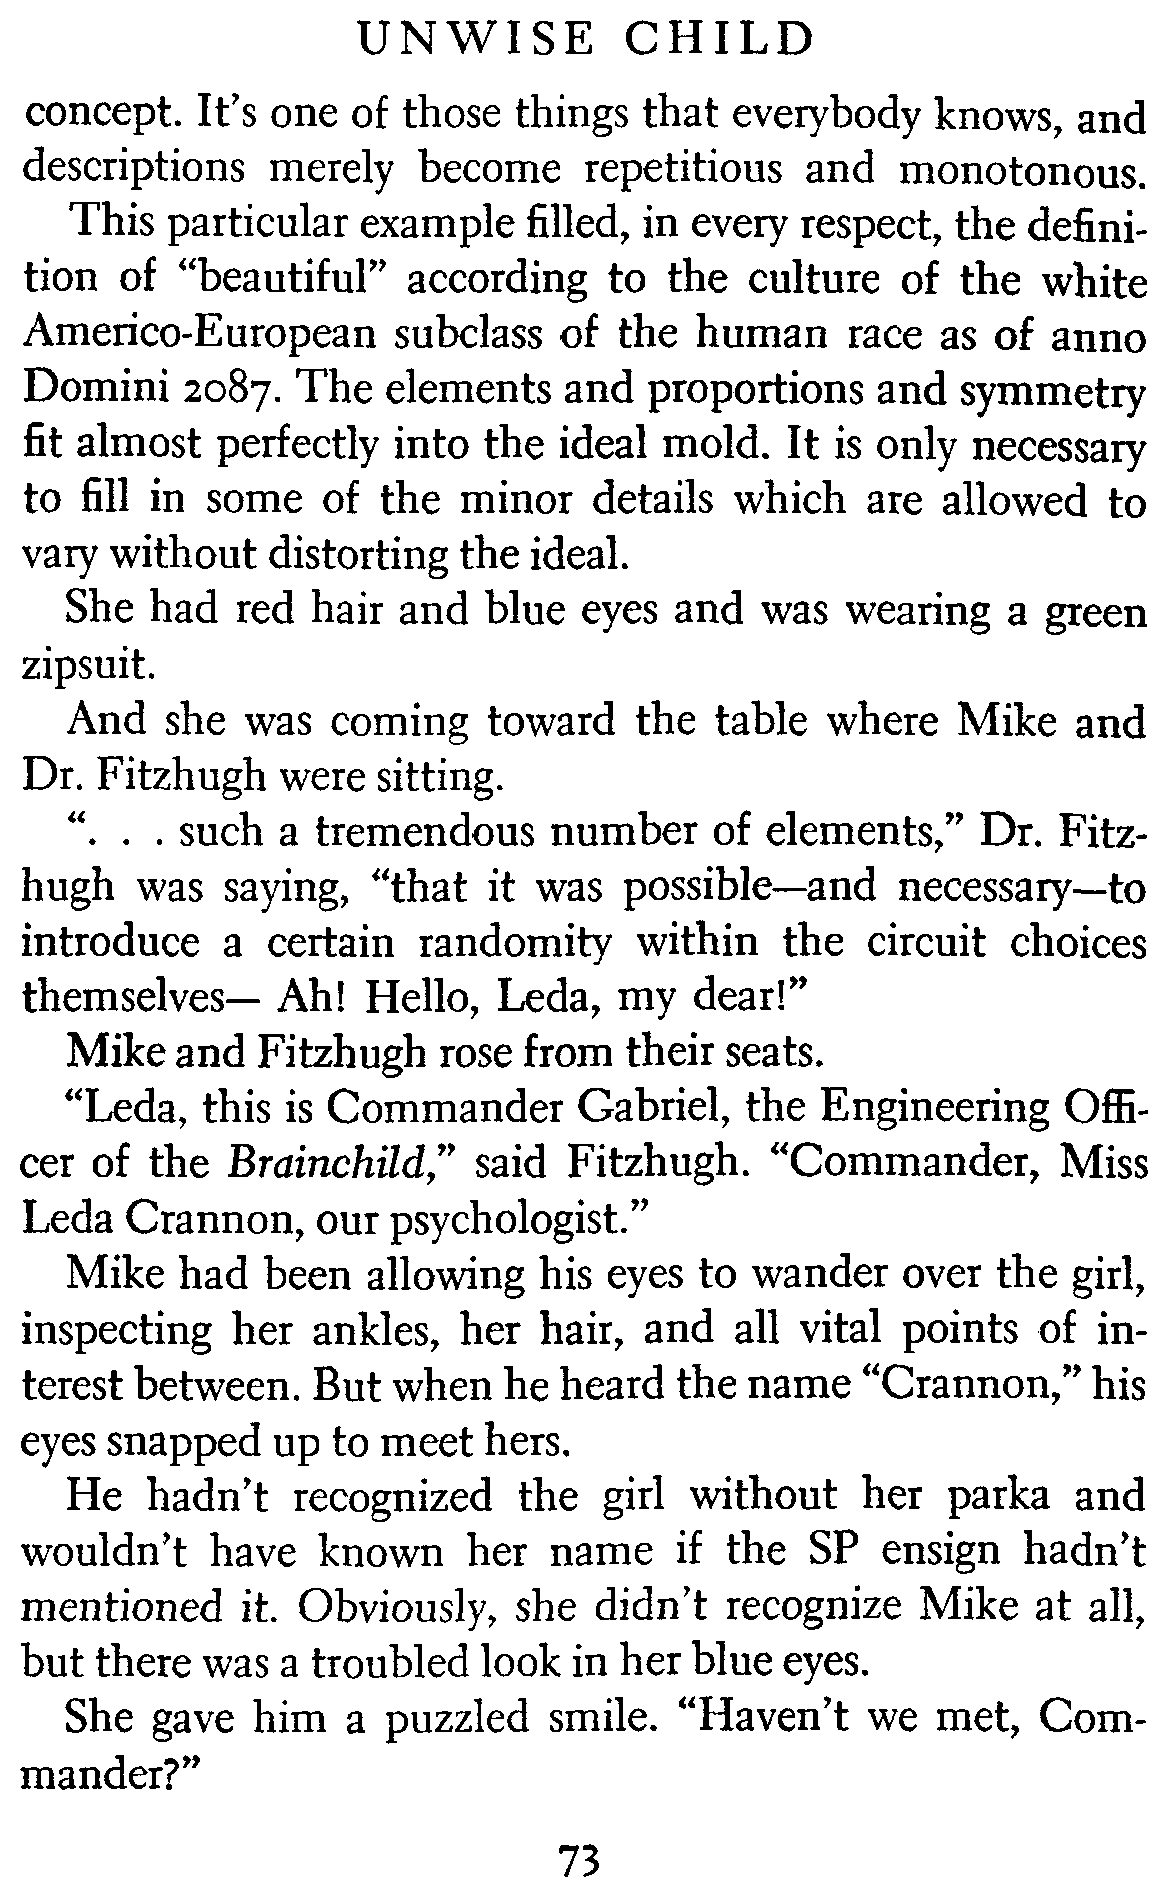 UNWISE CHILD
concept. It's one of those things that everybody knows, and
descriptions merely become repetitious and monotonous.
This particular example filled, in every respect, the defini-
tion of “beautiful” according to the culture of the white
Americo-European subclass of the human race as of anno
Domini 2087. The elements and proportions and symmetry
fit almost perfectly into the ideal mold. It is only necessary
to fill in some of the minor details which are allowed to
vary without distorting the ideal.
She had red hair and blue eyes and was wearing a green
zipsuit.
And she was coming toward the table where Mike and
Dr. Fitzhugh were sitting.
“. . . such a tremendous number of elements,” Dr. Fitz-
hugh was saying, “that it was possible—and necessary—to
introduce a certain randomity within the circuit choices
themselves— Ah! Hello, Leda, my dear!”
Mike and Fitzhugh rose from their seats.
“Leda, this is Commander Gabriel, the Engineering Offi-
cer of the Brainchild,” said Fitzhugh. “Commander, Miss
Leda Crannon, our psychologist.”
Mike had been allowing his eyes to wander over the girl,
inspecting her ankles, her hair, and all vital points of in-
terest between. But when he heard the name “Crannon,” his
eyes snapped up to meet hers.
He hadn't recognized the girl without her parka and
wouldn't have known her name if the SP ensign hadn't
mentioned it. Obviously, she didn't recognize Mike at all,
but there was a troubled look in her blue eyes.
She gave him a puzzled smile. “Haven't we met, Com-
mander?”
73